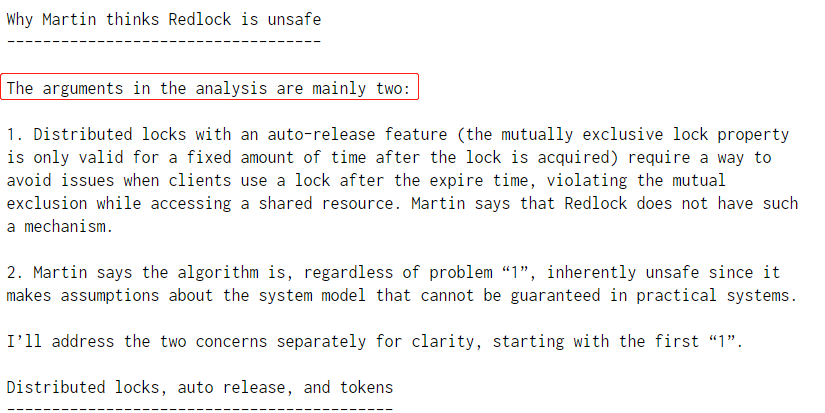 Why Martin thinks Redlock is unsafe
-----------------------------------
The arguments in the analysis are mainly two:
1. Distributed locks with an auto-release feature (the mutually exclusive lock property
is only valid for a fixed amount of time after the lock is acquired) require a way to
avoid issues when clients use a lock after the expire time, violating the mutual
exclusion while accessing a shared resource. Martin says that Redlock does not have such
a mechanism.
2. Martin says the algorithm is, regardless of problem “1”, inherently unsafe since it
makes assumptions about the system model that cannot be guaranteed in practical systems.
I’ll address the two concerns separately for clarity, starting with the first “1”.
Distributed locks, auto release, and tokens
-------------------------------------------